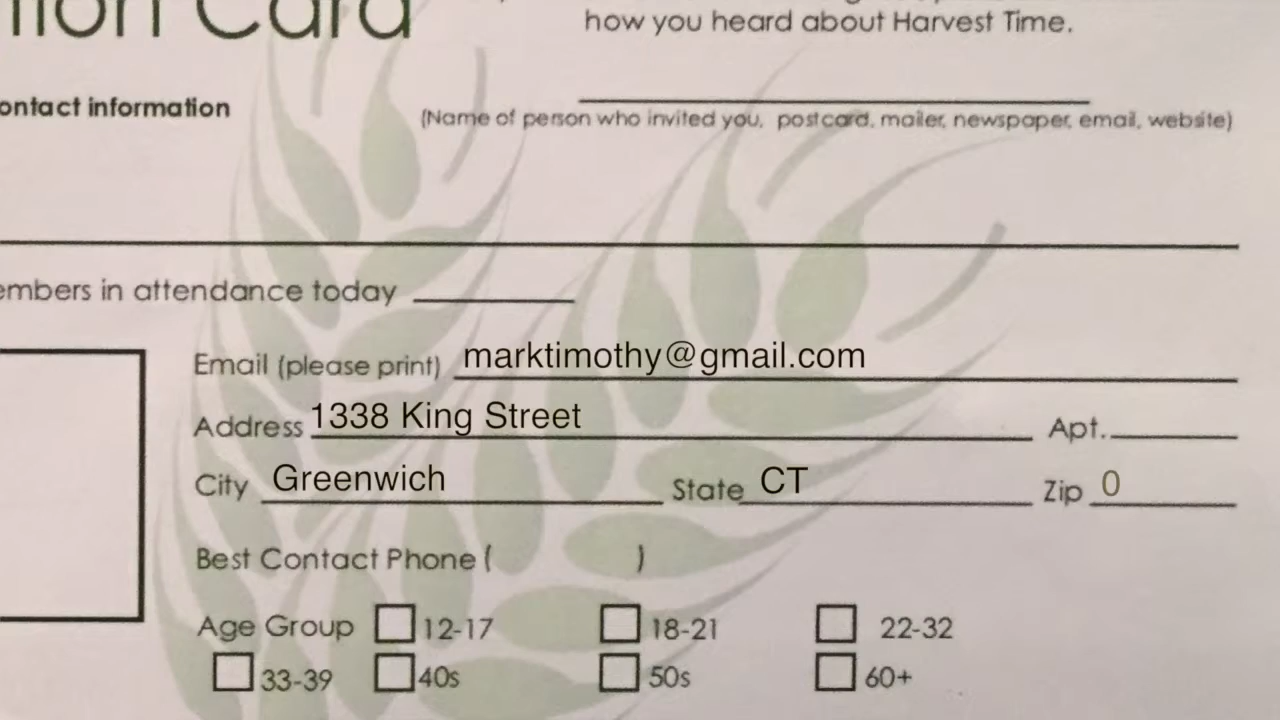 Card
how you heard about Harvest Time.
ontact information
(Name of person who invited you, postcard, mailer, newspaper, email, website)
embers in attendance today
Email (please print) marktimothy@gmail.com
Address 1338 King Street Apt.
City Greenwich State CT Zip 0
Best Contact Phone ( )
Age Group 12-17 18-21 22-32
33-39 40s 50s 60+